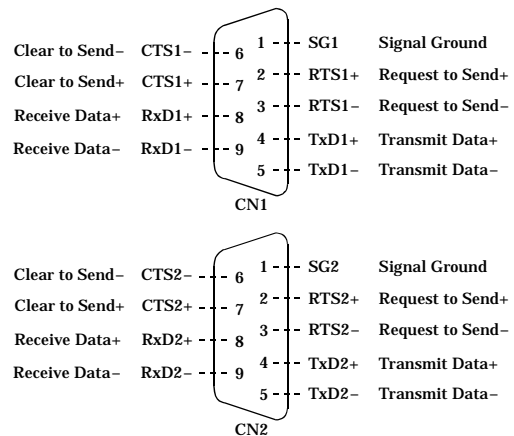 1 SG1 Signal Ground
Clear to Send– CTS1– 6
2 RTS1+ Request to Send+
Clear to Send+ CTS1+ 7
3 RTS1– Request to Send–
Receive Data+ RxD1+ 8
4 TxD1+ Transmit Data+
Receive Data– RxD1– 9
5 TxD1– Transmit Data–
CN1
1 SG2 Signal Ground
Clear to Send– CTS2– 6
2 RTS2+ Request to Send+
Clear to Send+ CTS2+ 7
3 RTS2– Request to Send–
Receive Data+ RxD2+ 8
4 TxD2+ Transmit Data+
Receive Data– RxD2– 9
5 TxD2– Transmit Data–
CN2